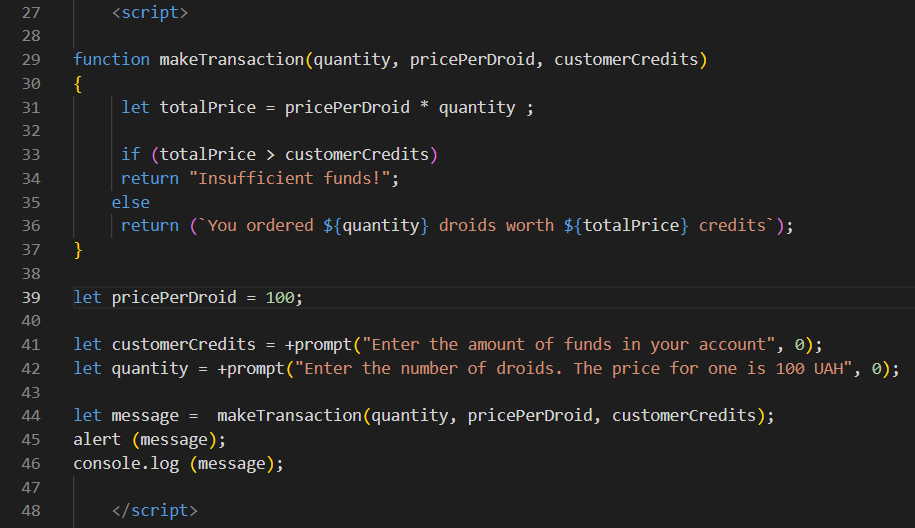 27 <script>
28
29 function makeTransaction(quantity, pricePerDroid, customerCredits)
30 {
31 let totalPrice = pricePerDroid * quantity ;
32
33 if (totalPrice > customerCredits)
34 return "Insufficient funds!";
35 else
36 return (`You ordered ${quantity} droids worth ${totalPrice} credits`);
37 }
38
39 let pricePerDroid = 100;
40
41 let customerCredits = +prompt("Enter the amount of funds in your account", 0);
42 let quantity = +prompt("Enter the number of droids. The price for one is 100 UAH", 0);
43
44 let message =  makeTransaction(quantity, pricePerDroid, customerCredits);
45 alert (message);
46 console.log (message);
47
48 </script>